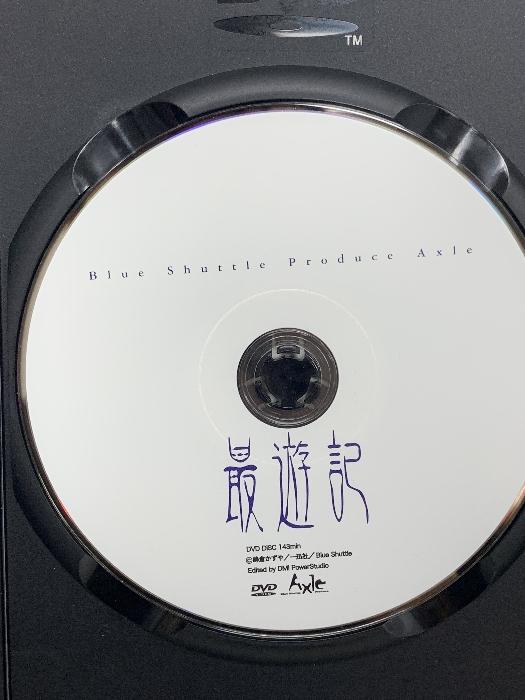 TM
Blue Shuttle Produce Axle
最遊記
DVD DISC 143min
©峰倉かずや／一迅社／Blue Shuttle
Edited by DMI PowerStudio
DVD Axle